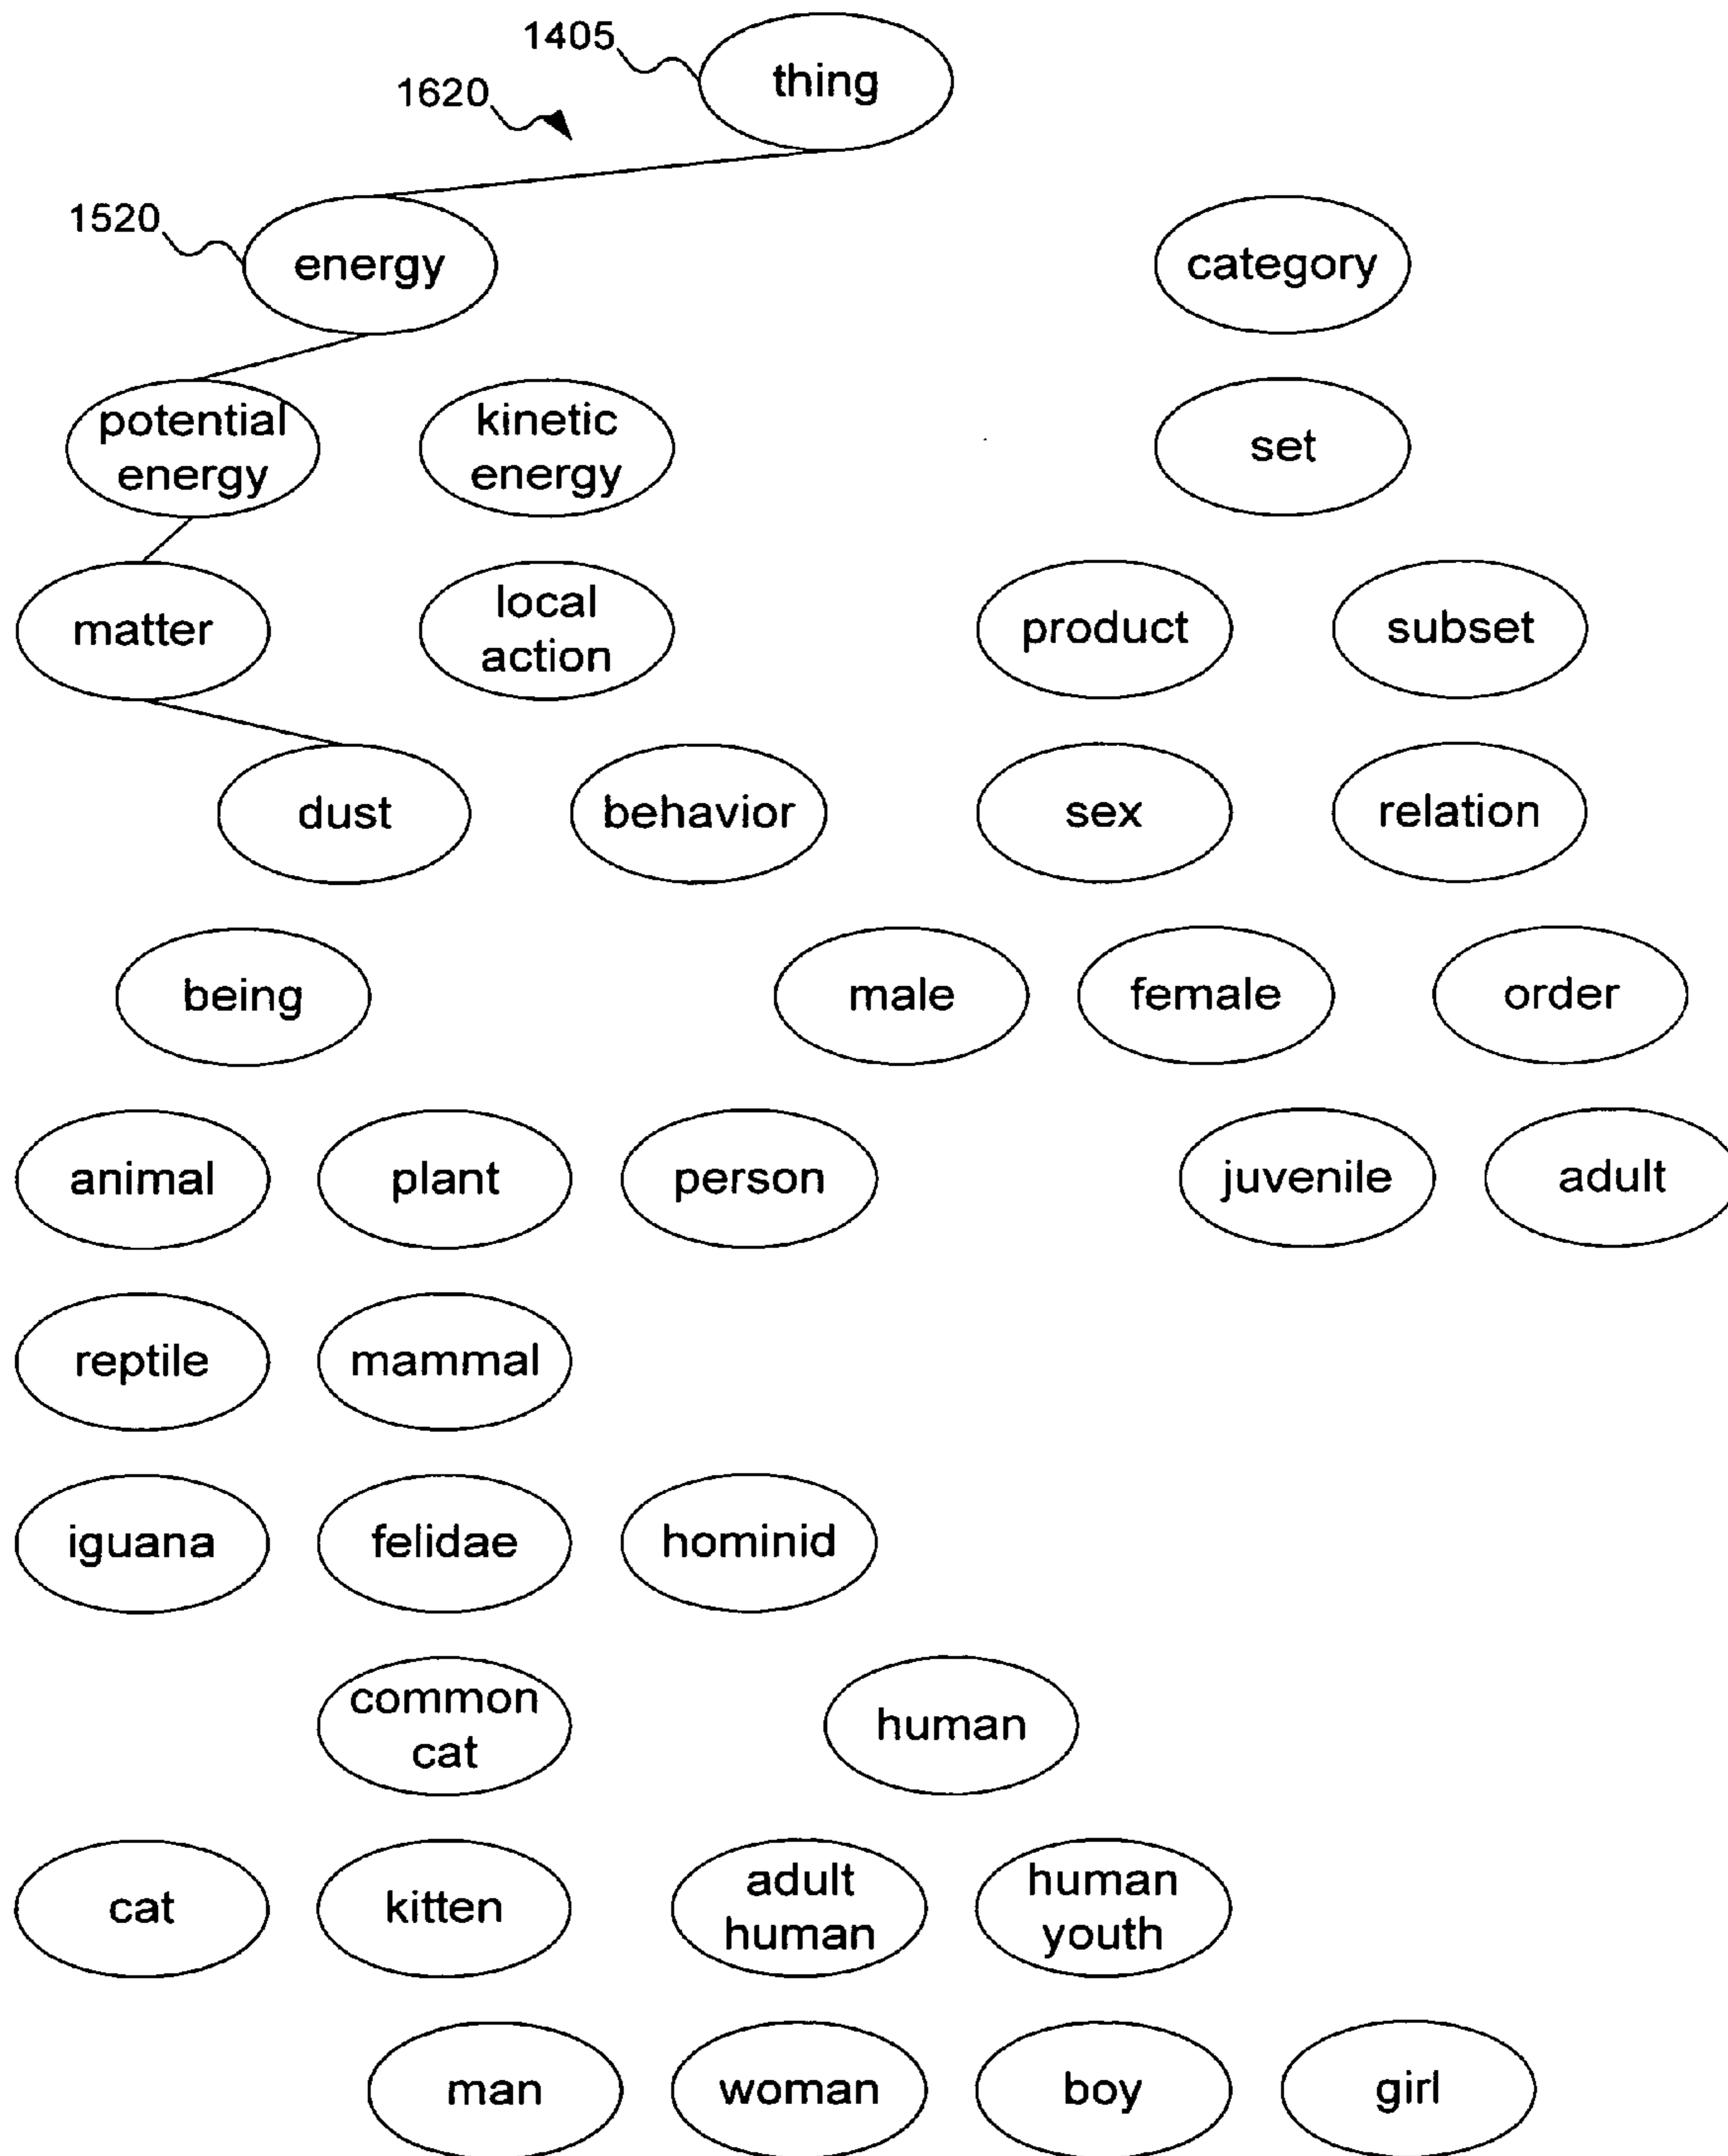 1405
thing
1620
1520
energy
category
potential
energy
kinetic
energy
set
matter
local
action
product
subset
dust
behavior
sex
relation
being
male
female
order
animal
plant
person
juvenile
adult
reptile
mammal
iguana
felidae
hominid
common
cat
human
cat
kitten
adult
human
human
youth
man
woman
boy
girl